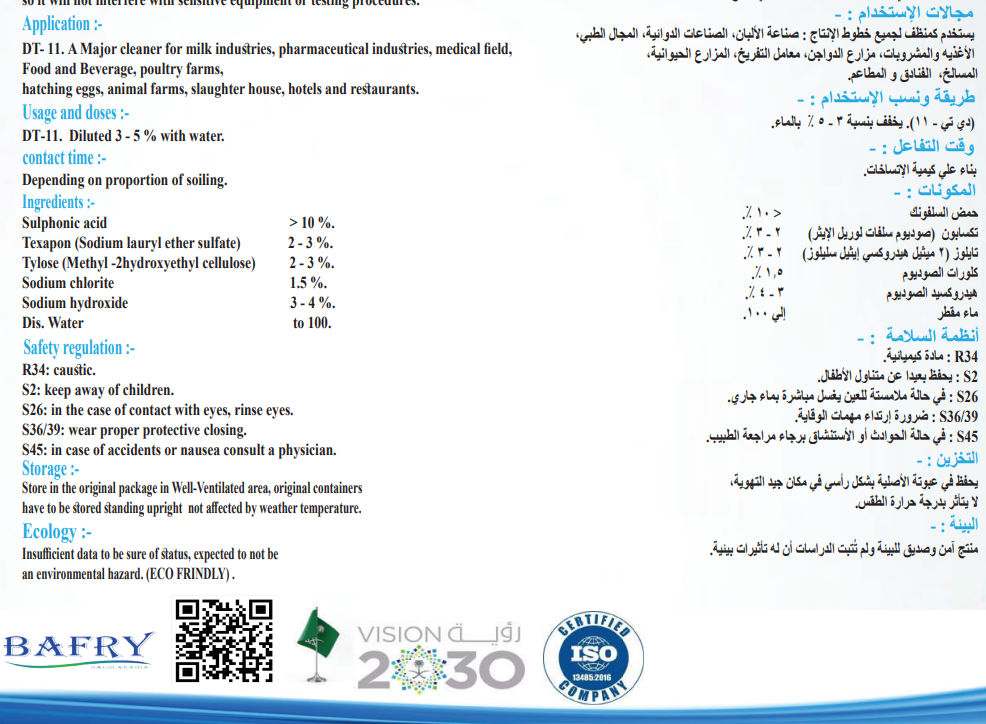 so it will not interfere with sensitive equipment or testing procedures.
Application :-
DT- 11. A Major cleaner for milk industries, pharmaceutical industries, medical field,
Food and Beverage, poultry farms,
hatching eggs, animal farms, slaughter house, hotels and restaurants.
Usage and doses :-
DT-11. Diluted 3 - 5 % with water.
contact time :-
Depending on proportion of soiling.
Ingredients :-
Sulphonic acid > 10 %.
Texapon (Sodium lauryl ether sulfate) 2 - 3 %.
Tylose (Methyl -2hydroxyethyl cellulose) 2 - 3 %.
Sodium chlorite 1.5 %.
Sodium hydroxide 3 - 4 %.
Dis. Water to 100.
Safety regulation :-
R34: caustic.
S2: keep away of children.
S26: in the case of contact with eyes, rinse eyes.
S36/39: wear proper protective closing.
S45: in case of accidents or nausea consult a physician.
Storage :-
Store in the original package in Well-Ventilated area, original containers
have to be stored standing upright not affected by weather temperature.
Ecology :-
Insufficient data to be sure of status, expected to not be
an environmental hazard. (ECO FRINDLY) .
مجالات الإستخدام : -
يستخدم كمنظف لجميع خطوط الإنتاج : صناعة الألبان، الصناعات الدوائية، المجال الطبي،
الأغذيه والمشروبات، مزارع الدواجن، معامل التفريخ، المزارع الحيوانية،
المسالخ، الفنادق و المطاعم.
طريقة ونسب الإستخدام : -
(دي تي - ١١). يخفف بنسبة ٣ - ٥ ٪ بالماء.
وقت التفاعل : -
بناء علي كيمية الإتساخات.
المكونات : -
حمض السلفونك > ١٠ ٪.
تكسابون (صوديوم سلفات لوريل الإيثر) ٢ - ٣ ٪.
تايلوز (٢ ميثيل هيدروكسي إيثيل سليلوز) ٢ - ٣ ٪.
كلورات الصوديوم ١,٥ ٪.
هيدروكسيد الصوديوم ٣ - ٤ ٪.
ماء مقطر إلي ١٠٠.
أنظمة السلامة : -
R34 : مادة كيميائية.
S2 : يحفظ بعيدا عن متناول الأطفال.
S26 : في حالة ملامستة للعين يغسل مباشرة بماء جاري.
S36/39 : ضرورة إرتداء مهمات الوقاية.
S45 : في حالة الحوادث أو الأستنشاق برجاء مراجعة الطبيب.
التخزين : -
يحفظ في عبوتة الأصلية بشكل رأسي في مكان جيد التهوية،
لا يتأثر بدرجة حرارة الطقس.
البيئة : -
منتج آمن وصديق للبيئة ولم تُثبت الدراسات أن له تأثيرات بيئية.
BAFRY
SAUDI ARABIA
VISION رؤية
2030
CERTIFIED
ISO
13485:2016
COMPANY